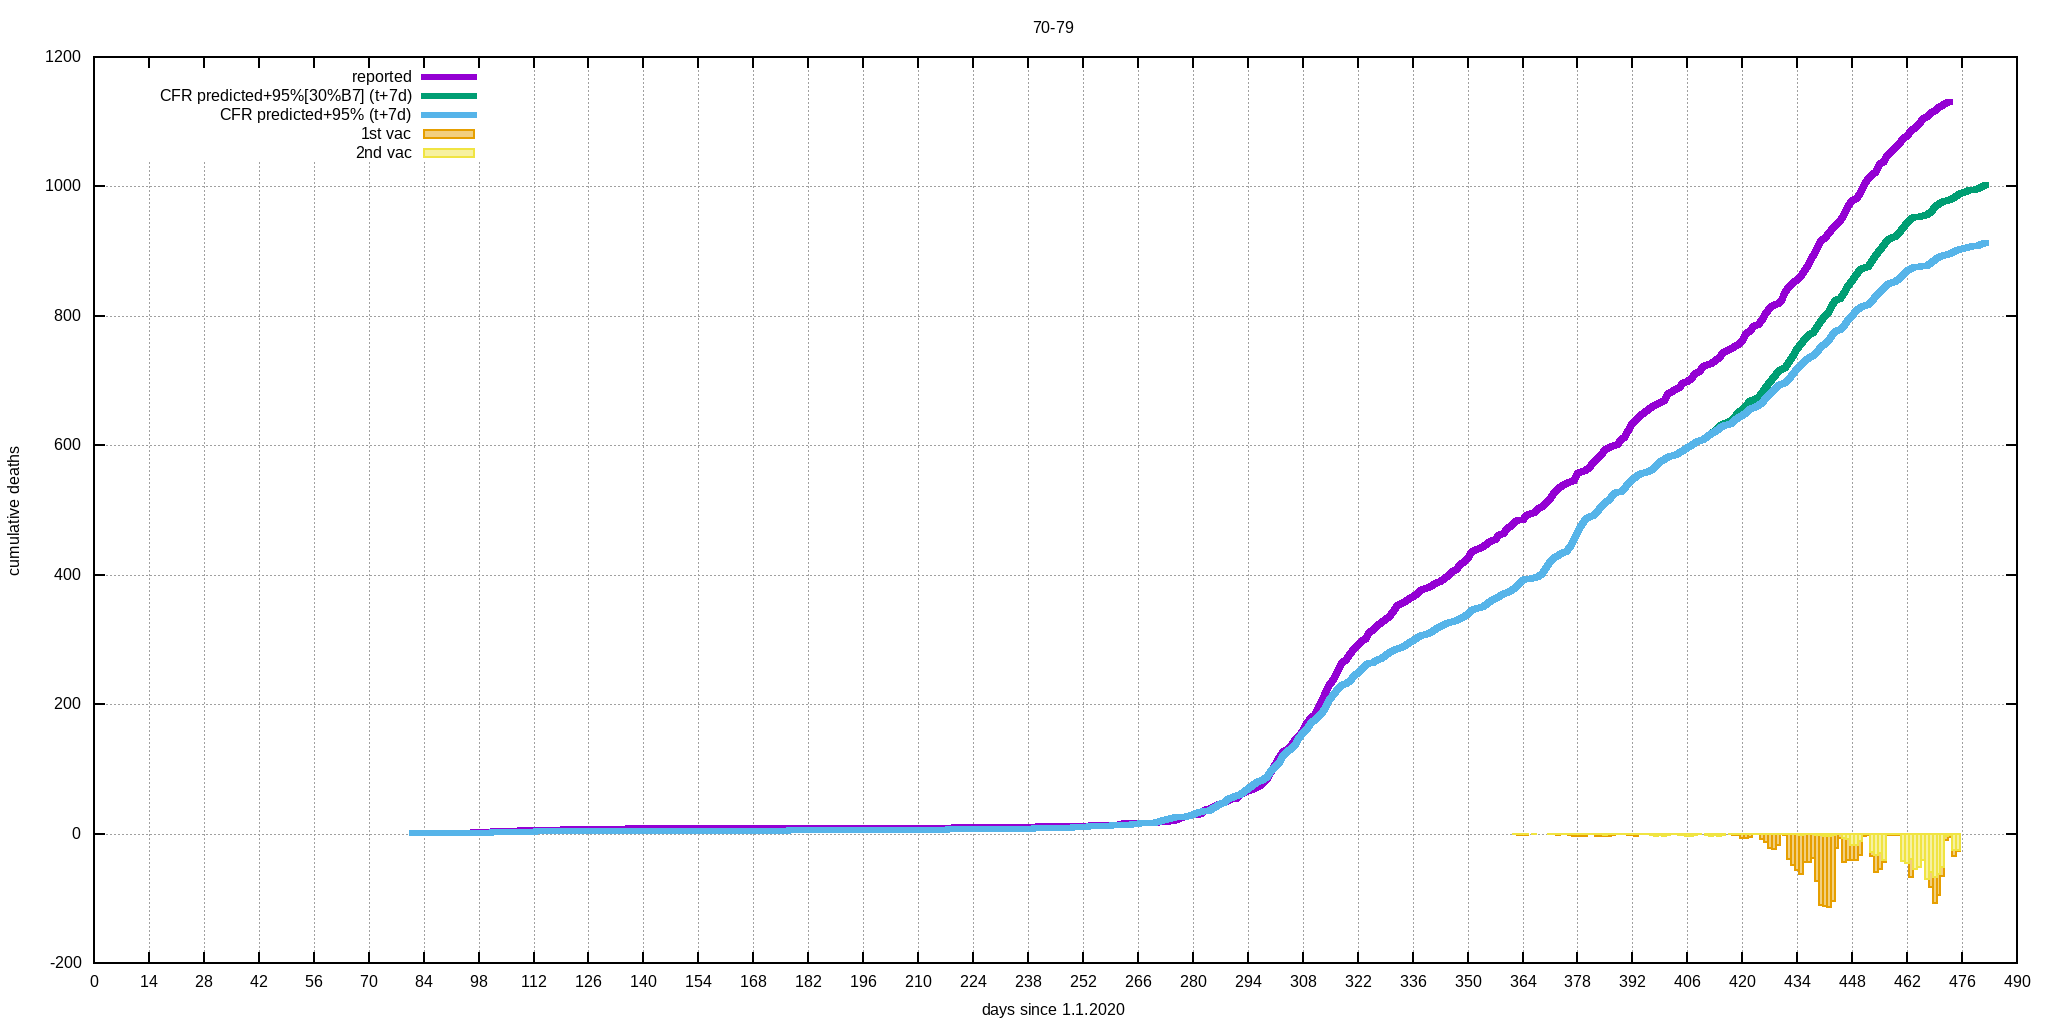 70-79
reported
CFR predicted+95%[30%B7] (t+7d)
CFR predicted+95% (t+7d)
1st vac
2nd vac
1200
1000
800
600
400
200
0
-200
cumulative deaths
0 14 28 42 56 70 84 98 112 126 140 154 168 182 196 210 224 238 252 266 280 294 308 322 336 350 364 378 392 406 420 434 448 462 476 490
days since 1.1.2020